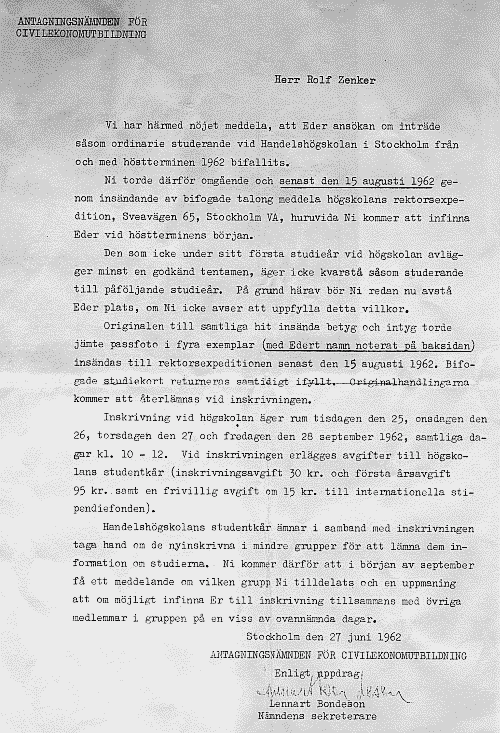 ANTAGNINGSNÄMNDEN FÖR
CIVILEKONOMUTBILDNING
Herr Rolf Zenker
Vi har härmed nöjet meddela, att Eder ansökan om inträde
såsom ordinarie studerande vid Handelshögskolan i Stockholm från
och med höstterminen 1962 bifallits.
Ni torde därför omgående och senast den 15 augusti 1962 ge-
nom insändande av bifogade talong meddela högskolans rektorsexpe-
dition, Sveavägen 65, Stockholm VA, huruvida Ni kommer att infinna
Eder vid höstterminens början.
Den som icke under sitt första studieår vid högskolan avläg-
ger minst en godkänd tentamen, äger icke kvarstå såsom studerande
till påföljande studieår. På grund härav bör Ni redan nu avstå
Eder plats, om Ni icke avser att uppfylla detta villkor.
Originalen till samtliga hit insända betyg och intyg torde
jämte passfoto i fyra exemplar (med Edert namn noterat på baksidan)
insändas till rektorsexpeditionen senast den 15 augusti 1962. Bifo-
gade studiekort returneras samtidigt ifyllt. Originalhandlingarna
kommer att återlämnas vid inskrivningen.
Inskrivning vid högskolan äger rum tisdagen den 25, onsdagen den
26, torsdagen den 27 och fredagen den 28 september 1962, samtliga da-
gar kl. 10 - 12. Vid inskrivningen erlägges avgifter till högsko-
lans studentkår (inskrivningsavgift 30 kr. och första årsavgift
95 kr. samt en frivillig avgift om 15 kr. till internationella sti-
pendiefonden).
Handelshögskolans studentkår ämnar i samband med inskrivningen
taga hand om de nyinskrivna i mindre grupper för att lämna dem in-
formation om studierna. Ni kommer därför att i början av september
få ett meddelande om vilken grupp Ni tilldelats och en uppmaning
att om möjligt infinna Er till inskrivning tillsammans med övriga
medlemmar i gruppen på en viss av ovannämnda dagar.
Stockholm den 27 juni 1962
ANTAGNINGSNÄMNDEN FÖR CIVILEKONOMUTBILDNING
Enligt uppdrag:
Lennart Bondeson
Nämndens sekreterare